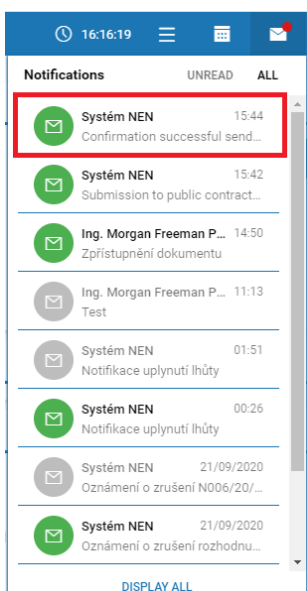 16:16:19
Notifications UNREAD ALL
Systém NEN 15:44
Confirmation successful send...
Systém NEN 15:42
Submission to public contract...
Ing. Morgan Freeman P... 14:50
Zpřístupnění dokumentu
Ing. Morgan Freeman P... 11:13
Test
Systém NEN 01:51
Notifikace uplynutí lhůty
Systém NEN 00:26
Notifikace uplynutí lhůty
Systém NEN 21/09/2020
Oznámení o zrušení N006/20/...
Systém NEN 21/09/2020
Oznámení o zrušení rozhodnu...
DISPLAY ALL